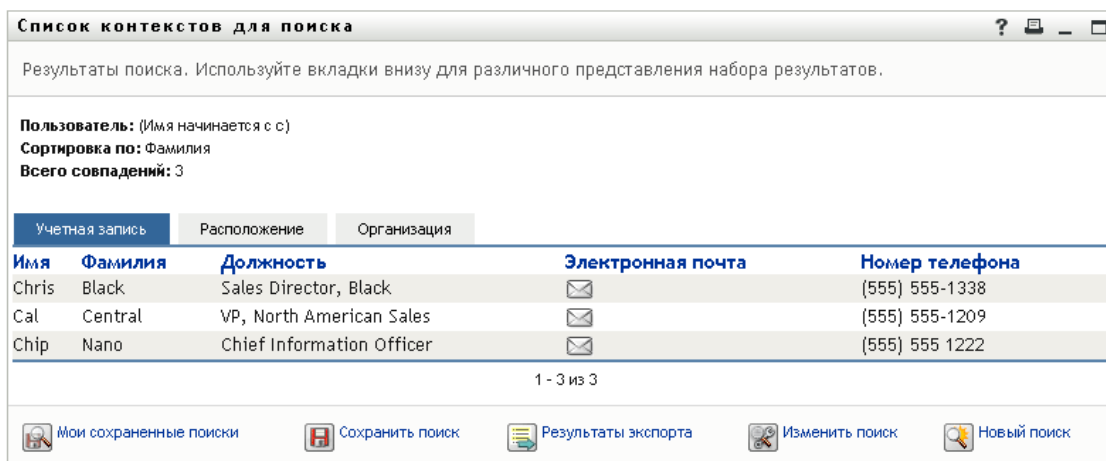 Список контекстов для поиска ?
Результаты поиска. Используйте вкладки внизу для различного представления набора результатов.
Пользователь: (Имя начинается с c)
Сортировка по: Фамилия
Всего совпадений: 3
Учетная запись Расположение Организация
Имя Фамилия Должность Электронная почта Номер телефона
Chris Black Sales Director, Black (555) 555-1338
Cal Central VP, North American Sales (555) 555-1209
Chip Nano Chief Information Officer (555) 555 1222
1 - 3 из 3
Мои сохраненные поиски Сохранить поиск Результаты экспорта Изменить поиск Новый поиск